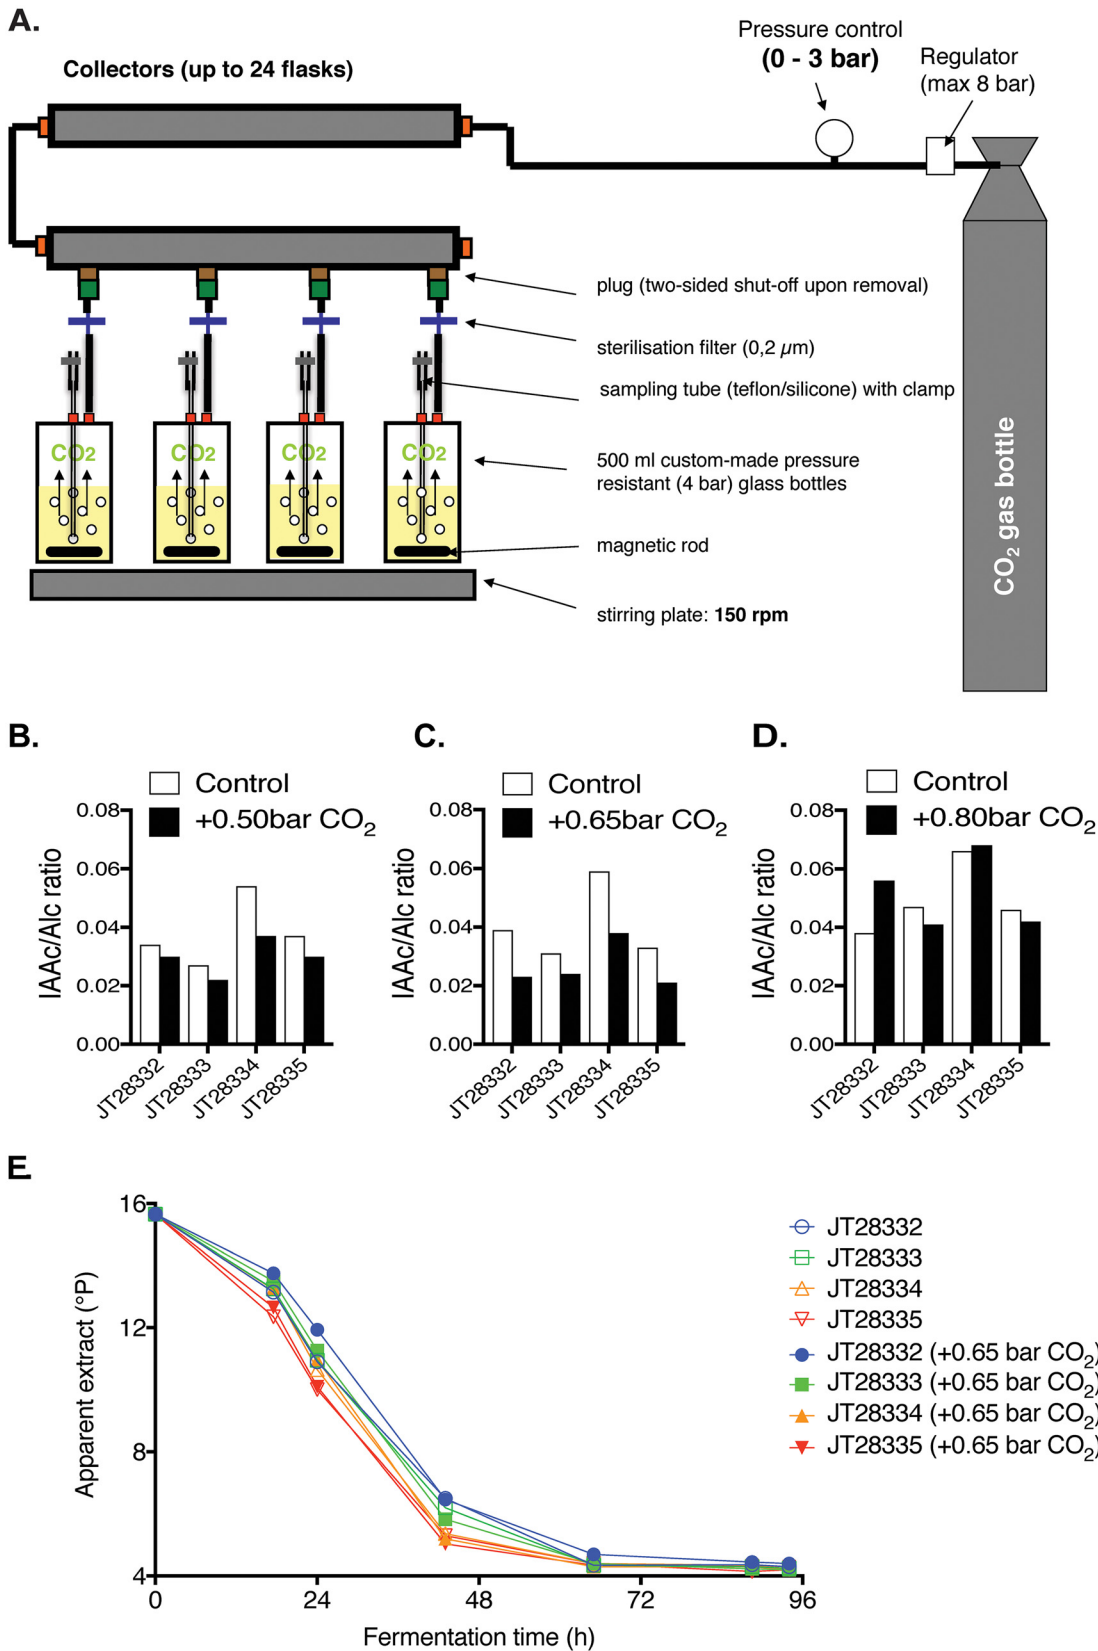 A.
Collectors (up to 24 flasks)
Pressure control
(0 - 3 bar)
Regulator
(max 8 bar)
plug (two-sided shut-off upon removal)
sterilisation filter (0,2 µm)
sampling tube (teflon/silicone) with clamp
CO2
CO2
CO2
CO2
500 ml custom-made pressure
resistant (4 bar) glass bottles
magnetic rod
stirring plate: 150 rpm
CO2 gas bottle
B.
Control
+0.50bar CO2
IAAc/Alc ratio
0.08
0.06
0.04
0.02
0.00
JT28332
JT28333
JT28334
JT28335
C.
Control
+0.65bar CO2
IAAc/Alc ratio
0.08
0.06
0.04
0.02
0.00
JT28332
JT28333
JT28334
JT28335
D.
Control
+0.80bar CO2
IAAc/Alc ratio
0.08
0.06
0.04
0.02
0.00
JT28332
JT28333
JT28334
JT28335
E.
Apparent extract (°P)
16
12
8
4
0
24
48
72
96
Fermentation time (h)
JT28332
JT28333
JT28334
JT28335
JT28332 (+0.65 bar CO2)
JT28333 (+0.65 bar CO2)
JT28334 (+0.65 bar CO2)
JT28335 (+0.65 bar CO2)